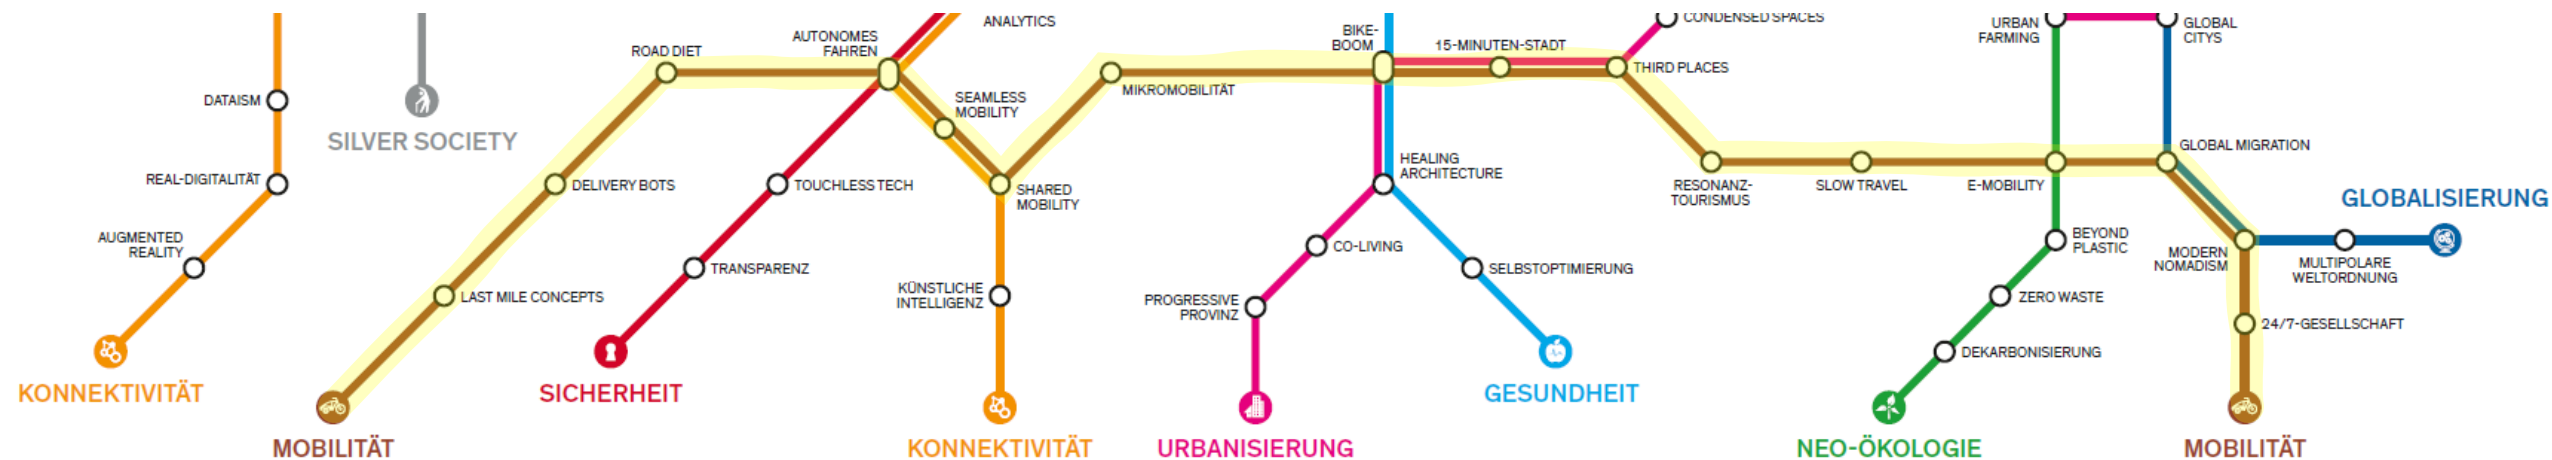 ANALYTICS
CONDENSED SPACES
URBAN
FARMING
GLOBAL
CITYS
BIKE-
BOOM
AUTONOMES
FAHREN
ROAD DIET
15-MINUTEN-STADT
THIRD PLACES
MIKROMOBILITÄT
DATAISM
SEAMLESS
MOBILITY
SILVER SOCIETY
HEALING
ARCHITECTURE
GLOBAL MIGRATION
REAL-DIGITALITÄT
DELIVERY BOTS
TOUCHLESS TECH
SHARED
MOBILITY
RESONANZ-
TOURISMUS
SLOW TRAVEL
E-MOBILITY
GLOBALISIERUNG
AUGMENTED
REALITY
CO-LIVING
BEYOND
PLASTIC
MODERN
NOMADISM
MULTIPOLARE
WELTORDNUNG
TRANSPARENZ
SELBSTOPTIMIERUNG
LAST MILE CONCEPTS
KÜNSTLICHE
INTELLIGENZ
PROGRESSIVE
PROVINZ
ZERO WASTE
24/7-GESELLSCHAFT
DEKARBONISIERUNG
KONNEKTIVITÄT
SICHERHEIT
GESUNDHEIT
MOBILITÄT
KONNEKTIVITÄT
URBANISIERUNG
NEO-ÖKOLOGIE
MOBILITÄT